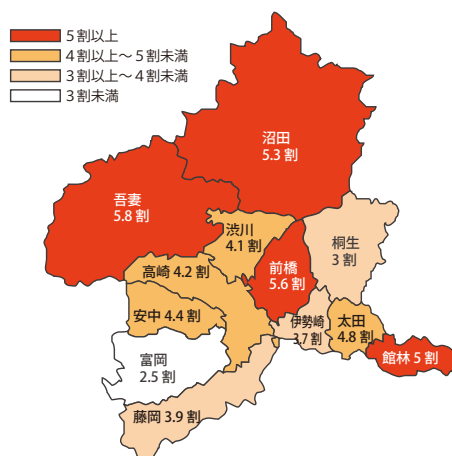 5割以上
4割以上～5割未満
3割以上～4割未満
3割未満
沼田
5.3 割
吾妻
5.8 割
渋川
4.1 割
桐生
3 割
高崎 4.2 割
前橋
5.6 割
安中 4.4 割
伊勢崎
3.7 割
太田
4.8 割
館林 5 割
富岡
2.5 割
藤岡 3.9 割